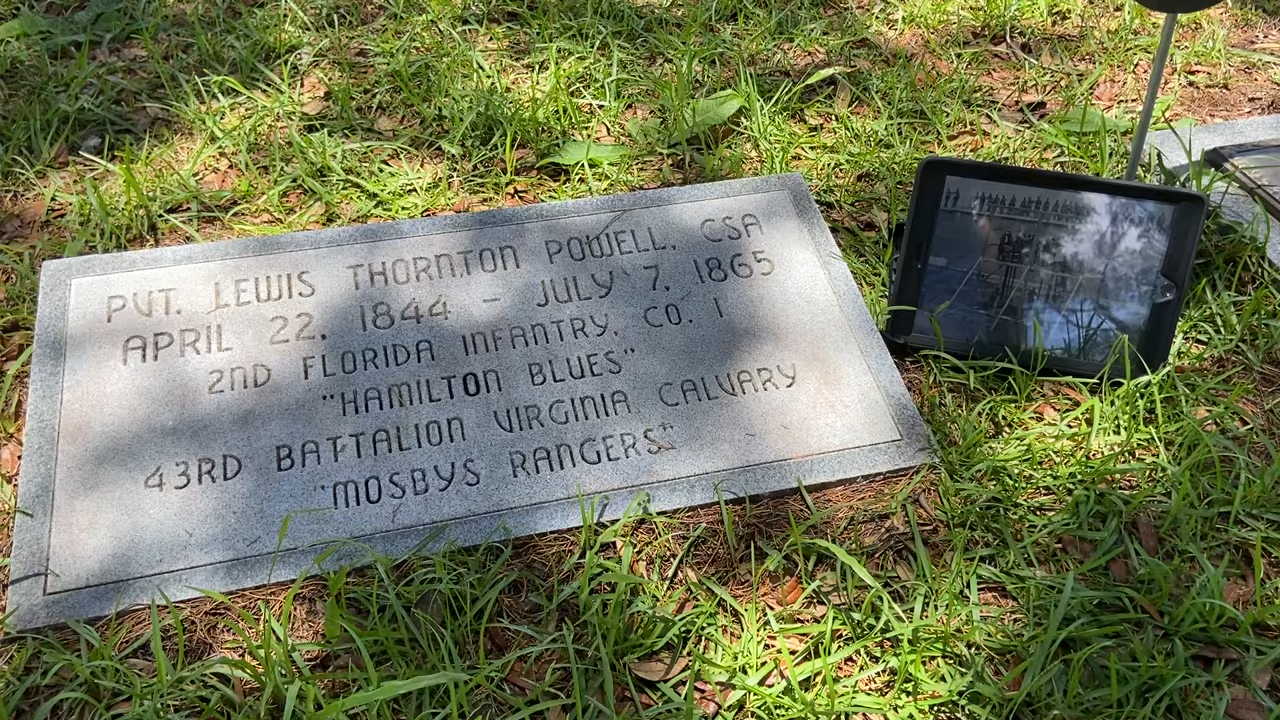 PVT. LEWIS THORNTON POWELL, CSA
APRIL 22, 1844 - JULY 7, 1865
2ND FLORIDA INFANTRY, CO. I
"HAMILTON BLUES"
43RD BATTALION VIRGINIA CALVARY
"MOSBYS RANGERS"